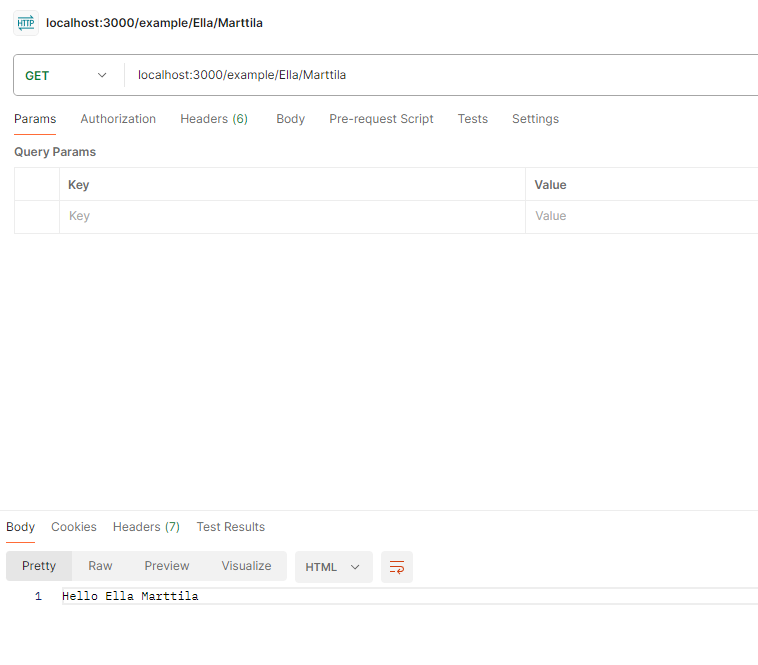 HTTP localhost:3000/example/Ella/Marttila
GET localhost:3000/example/Ella/Marttila
Params Authorization Headers (6) Body Pre-request Script Tests Settings
Query Params
Key Value
Key Value
Body Cookies Headers (7) Test Results
Pretty Raw Preview Visualize HTML
1 Hello Ella Marttila